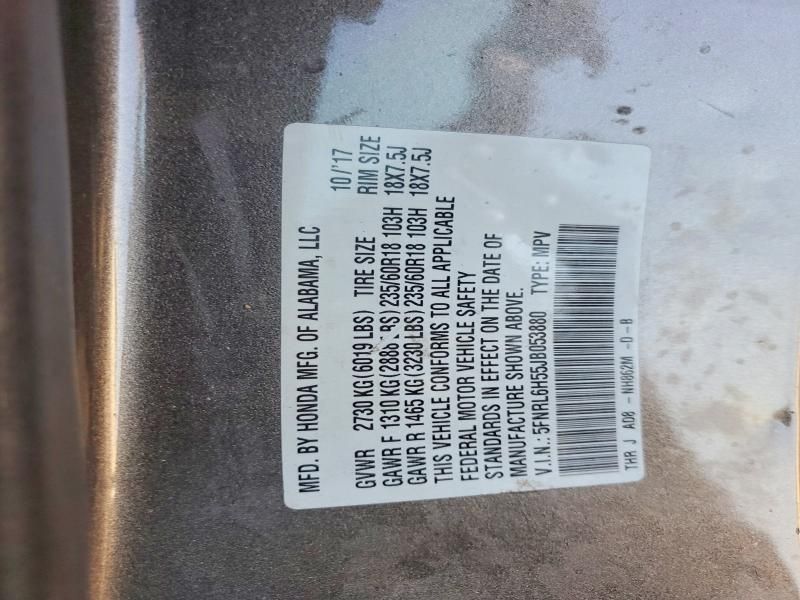 MFD. BY HONDA MFG. OF ALABAMA, LLC 10/'17
GVWR 2730 KG (6019 LBS) TIRE SIZE RIM SIZE
GAWR F 1310 KG (2888 LBS) 235/60R18 103H 18X7.5J
GAWR R 1465 KG (3230 LBS) 235/60R18 103H 18X7.5J
THIS VEHICLE CONFORMS TO ALL APPLICABLE
FEDERAL MOTOR VEHICLE SAFETY
STANDARDS IN EFFECT ON THE DATE OF
MANUFACTURE SHOWN ABOVE.
V.I.N.: 5FNRL6H55JB053880 TYPE: MPV
THR J A08 - NH862M -D-B